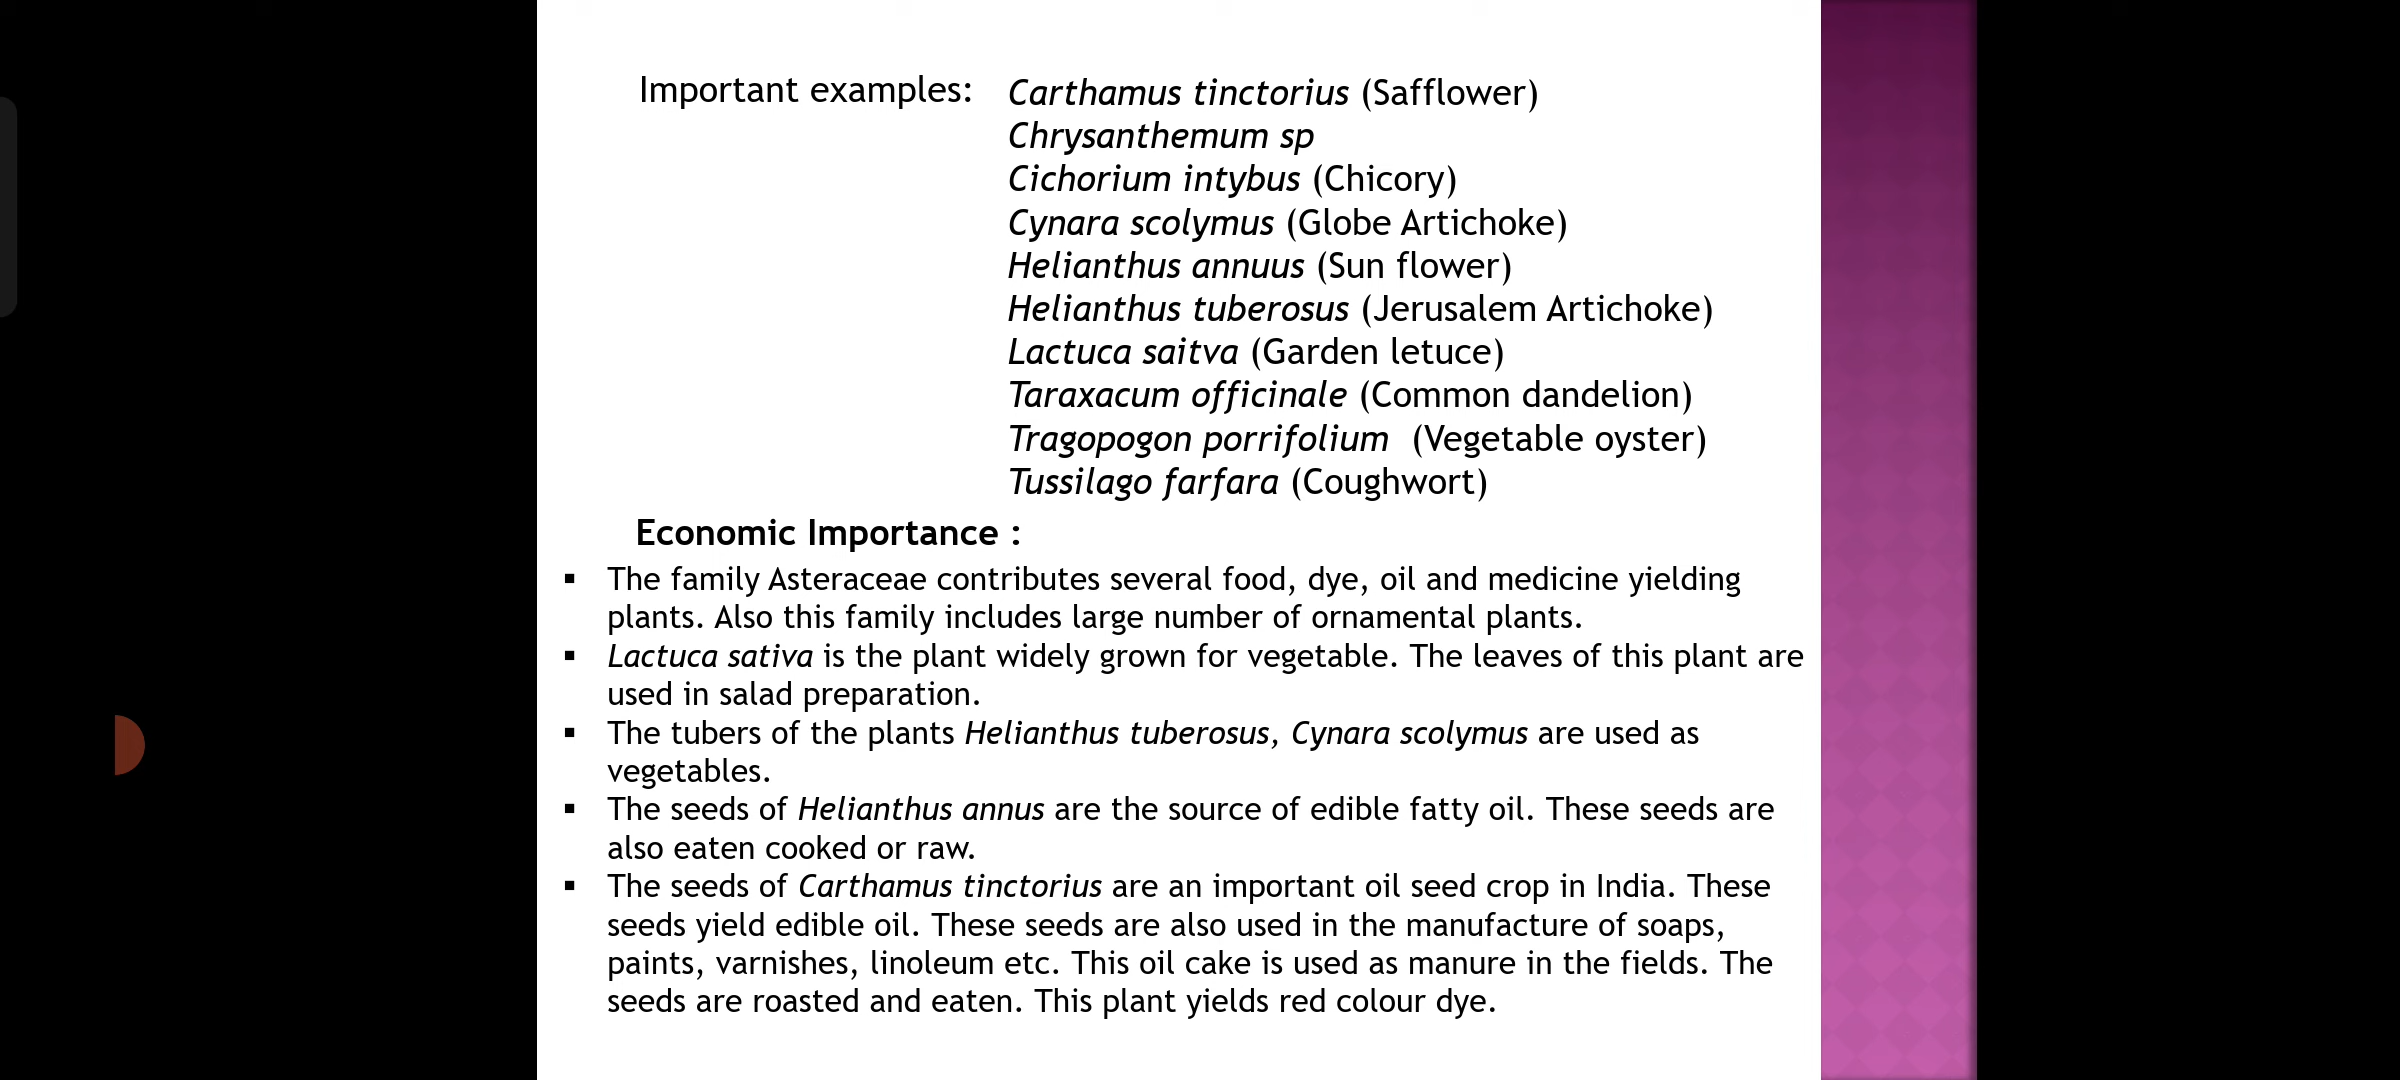 Important examples: Carthamus tinctorius (Safflower)
Chrysanthemum sp
Cichorium intybus (Chicory)
Cynara scolymus (Globe Artichoke)
Helianthus annuus (Sun flower)
Helianthus tuberosus (Jerusalem Artichoke)
Lactuca saitva (Garden letuce)
Taraxacum officinale (Common dandelion)
Tragopogon porrifolium (Vegetable oyster)
Tussilago farfara (Coughwort)
Economic Importance :
▪ The family Asteraceae contributes several food, dye, oil and medicine yielding
plants. Also this family includes large number of ornamental plants.
▪ Lactuca sativa is the plant widely grown for vegetable. The leaves of this plant are
used in salad preparation.
▪ The tubers of the plants Helianthus tuberosus, Cynara scolymus are used as
vegetables.
▪ The seeds of Helianthus annus are the source of edible fatty oil. These seeds are
also eaten cooked or raw.
▪ The seeds of Carthamus tinctorius are an important oil seed crop in India. These
seeds yield edible oil. These seeds are also used in the manufacture of soaps,
paints, varnishes, linoleum etc. This oil cake is used as manure in the fields. The
seeds are roasted and eaten. This plant yields red colour dye.